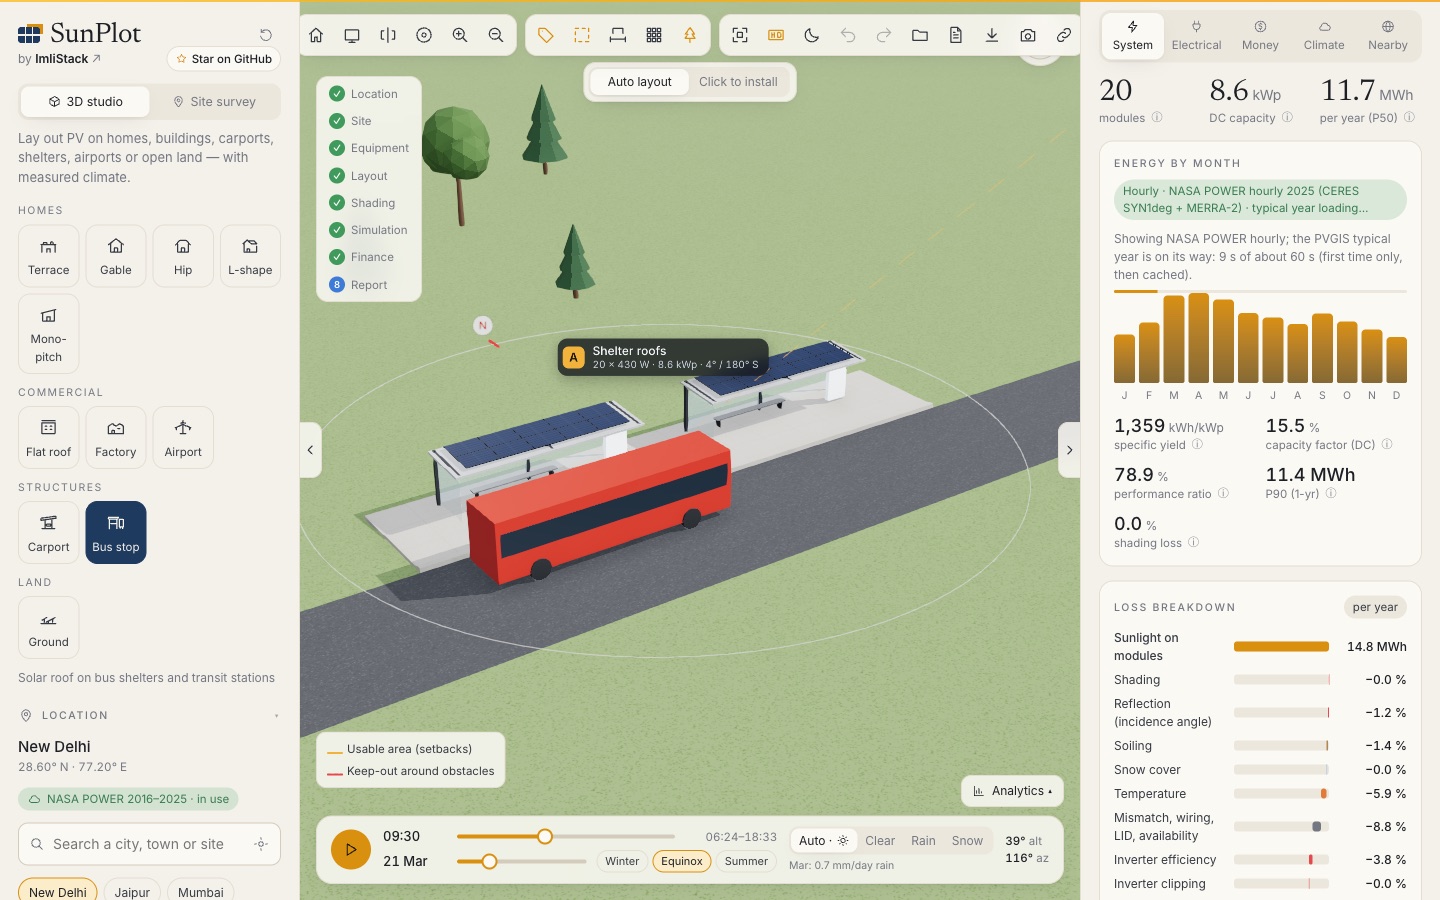 SunPlot
by ImliStack ↗
Star on GitHub
3D studio
Site survey
Lay out PV on homes, buildings, carports,
shelters, airports or open land — with
measured climate.
HOMES
Terrace
Gable
Hip
L-shape
Mono-
pitch
COMMERCIAL
Flat roof
Factory
Airport
STRUCTURES
Carport
Bus stop
LAND
Ground
Solar roof on bus shelters and transit stations
LOCATION
New Delhi
28.60° N · 77.20° E
NASA POWER 2016–2025 · in use
Search a city, town or site
New Delhi
Jaipur
Mumbai
HD
Auto layout
Click to install
Location
Site
Equipment
Layout
Shading
Simulation
Finance
8 Report
N
A
Shelter roofs
20 × 430 W · 8.6 kWp · 4° / 180° S
Usable area (setbacks)
Keep-out around obstacles
Analytics
09:30
06:24–18:33
21 Mar
Winter
Equinox
Summer
Auto ·
Clear
Rain
Snow
Mar: 0.7 mm/day rain
39° alt
116° az
System
Electrical
Money
Climate
Nearby
20
modules
8.6 kWp
DC capacity
11.7 MWh
per year (P50)
ENERGY BY MONTH
Hourly · NASA POWER hourly 2025 (CERES
SYN1deg + MERRA-2) · typical year loading…
Showing NASA POWER hourly; the PVGIS typical
year is on its way: 9 s of about 60 s (first time only,
then cached).
J F M A M J J A S O N D
1,359 kWh/kWp
specific yield
15.5 %
capacity factor (DC)
78.9 %
performance ratio
11.4 MWh
P90 (1-yr)
0.0 %
shading loss
LOSS BREAKDOWN
per year
Sunlight on
modules
14.8 MWh
Shading
−0.0 %
Reflection
(incidence angle)
−1.2 %
Soiling
−1.4 %
Snow cover
−0.0 %
Temperature
−5.9 %
Mismatch, wiring,
LID, availability
−8.8 %
Inverter efficiency
−3.8 %
Inverter clipping
−0.0 %